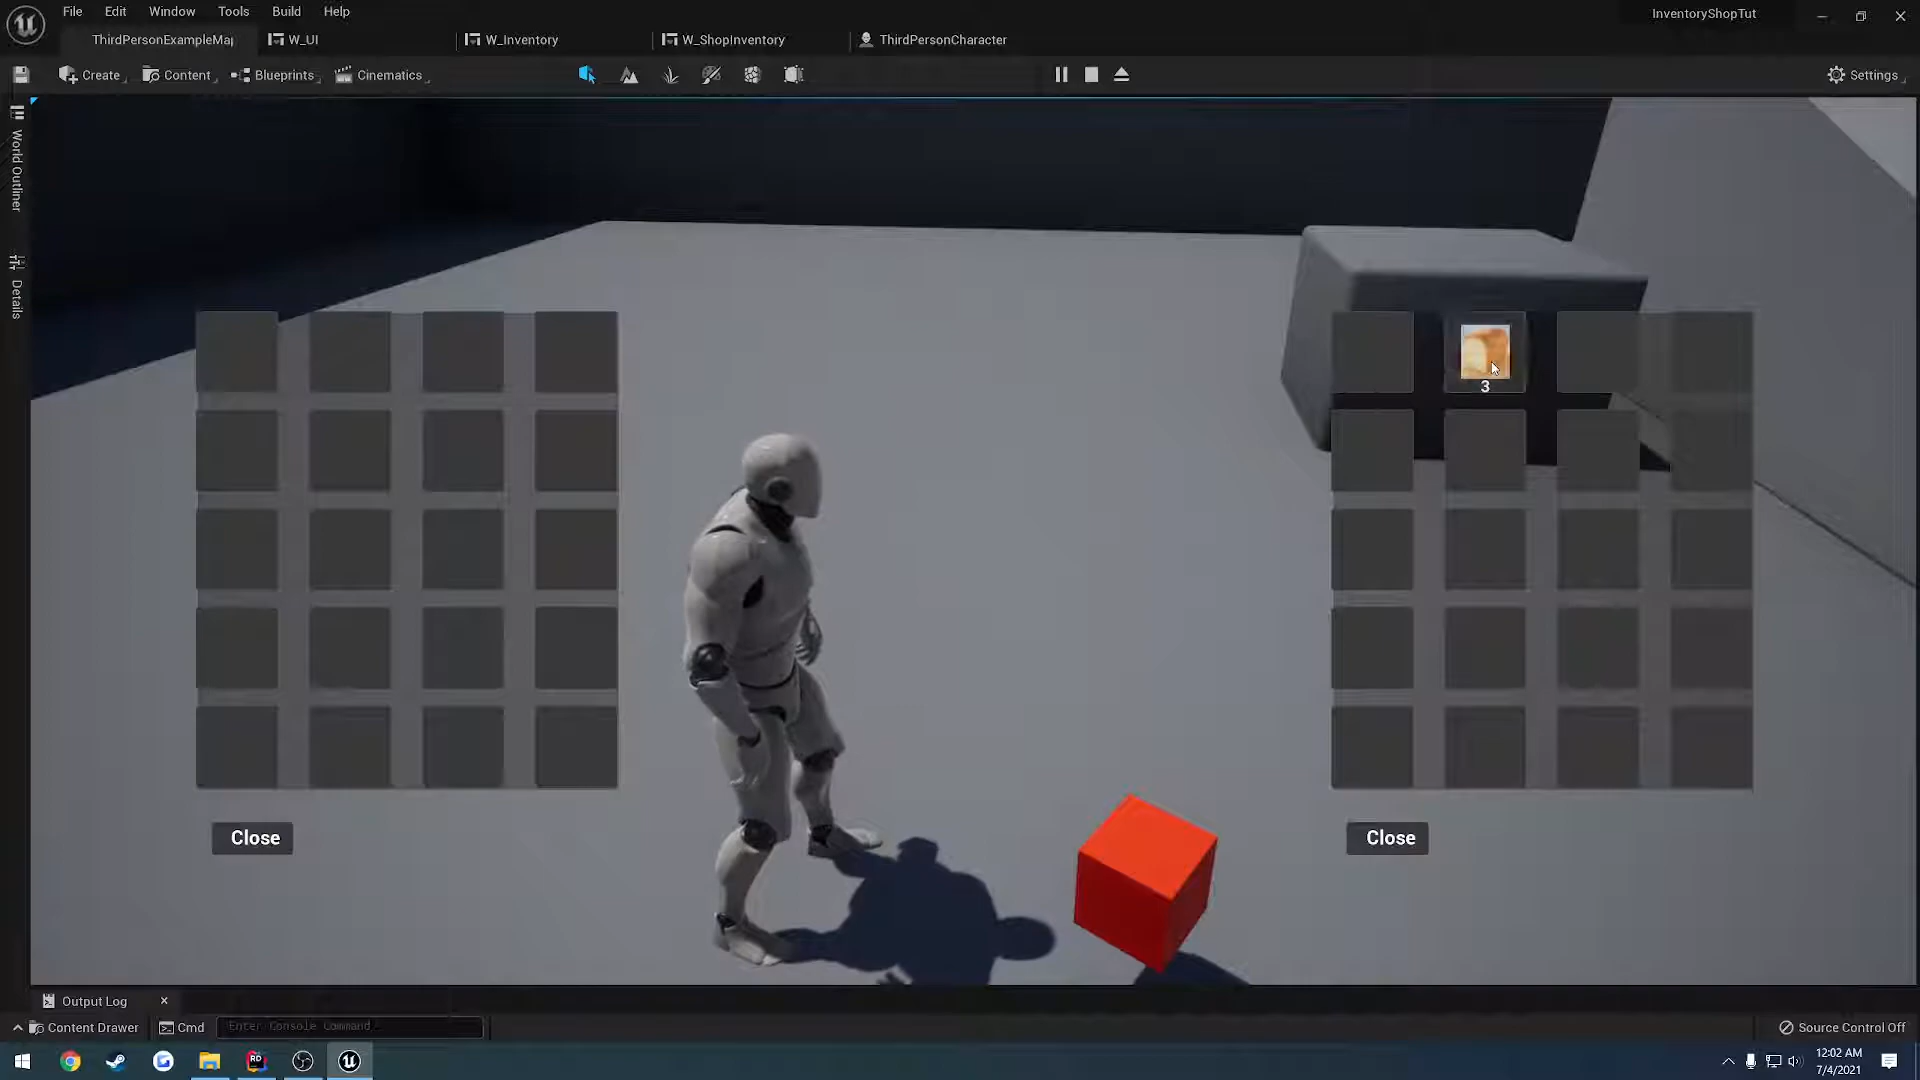 File Edit Window Tools Build Help
InventoryShopTut
ThirdPersonExampleMap W_UI W_Inventory W_ShopInventory ThirdPersonCharacter
Create Content Blueprints Cinematics
Settings
World Outliner
Details
3
Close
Close
Output Log
Content Drawer Cmd Enter Console Command
Source Control Off
RD
12:02 AM
7/4/2021